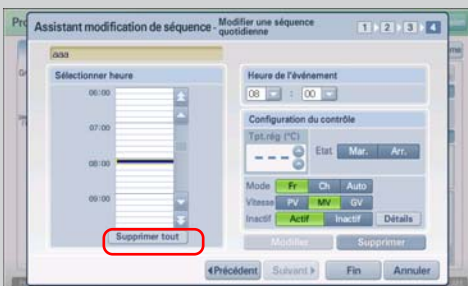 Assistant modification de séquence - Modifier une séquence quotidienne
1 2 3 4
aaa
Sélectionner heure
06:00
07:00
08:00
09:00
Supprimer tout
Heure de l'événement
08 : 00
Configuration du contrôle
Tpt.rég (°C)
--- Etat Mar. Arr.
Mode Fr Ch Auto
Vitesse PV MV GV
Inactif Actif Inactif Détails
Modifier Supprimer
Précédent Suivant Fin Annuler